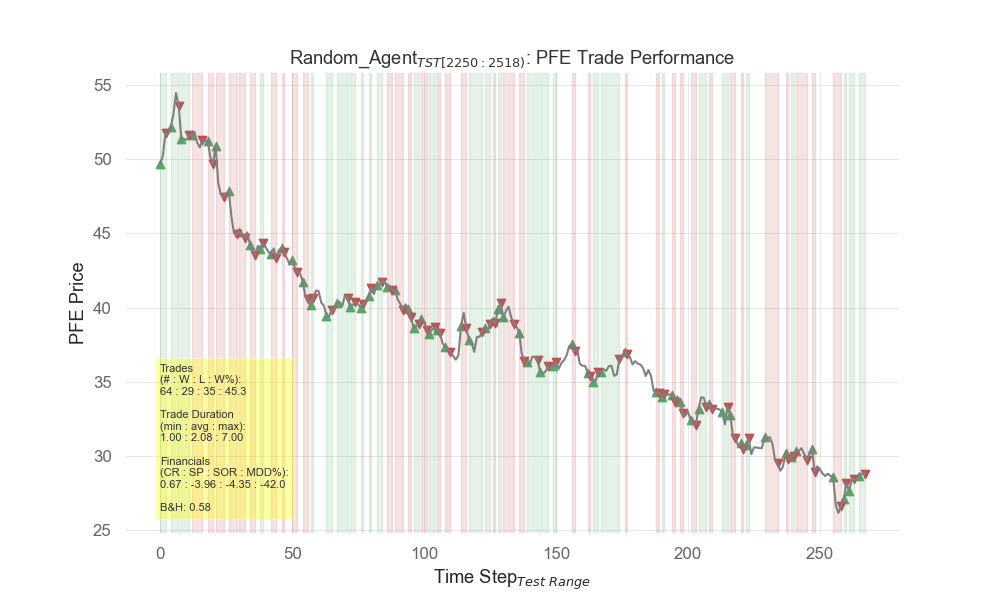 Random_Agent TST[2250 : 2518): PFE Trade Performance
PFE Price
55
50
45
40
35
30
25
Trades
(# : W : L : W%):
64 : 29 : 35 : 45.3
Trade Duration
(min : avg : max):
1.00 : 2.08 : 7.00
Financials
(CR : SP : SOR : MDD%):
0.67 : -3.96 : -4.35 : -42.0
B&H: 0.58
0 50 100 150 200 250
Time Step Test Range